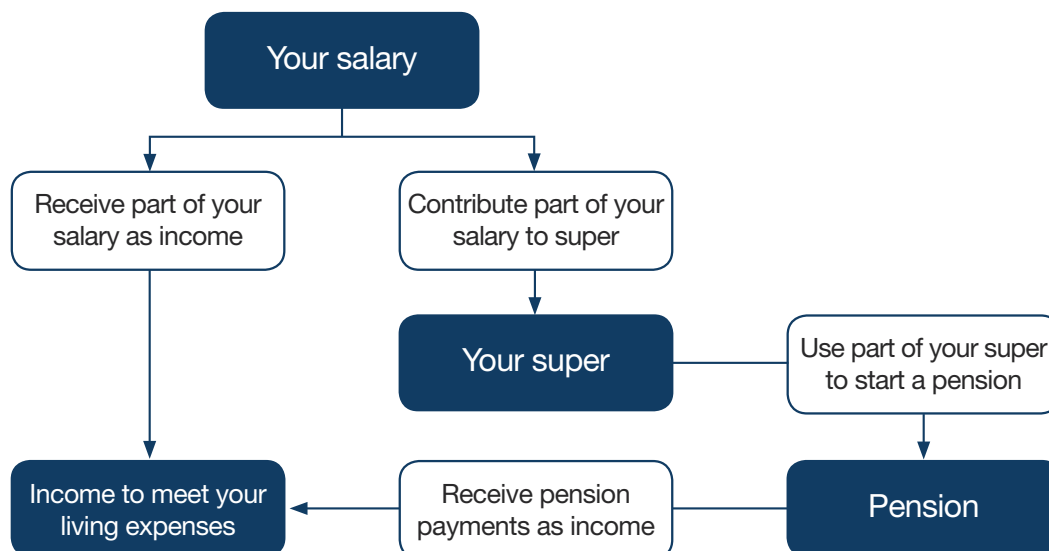 Your salary
Receive part of your
salary as income
Contribute part of your
salary to super
Your super
Use part of your super
to start a pension
Income to meet your
living expenses
Receive pension
payments as income
Pension